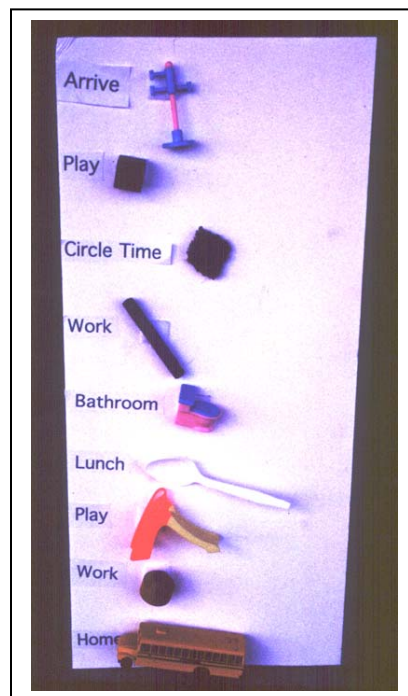 Arrive
Play
Circle Time
Work
Bathroom
Lunch
Play
Work
Home